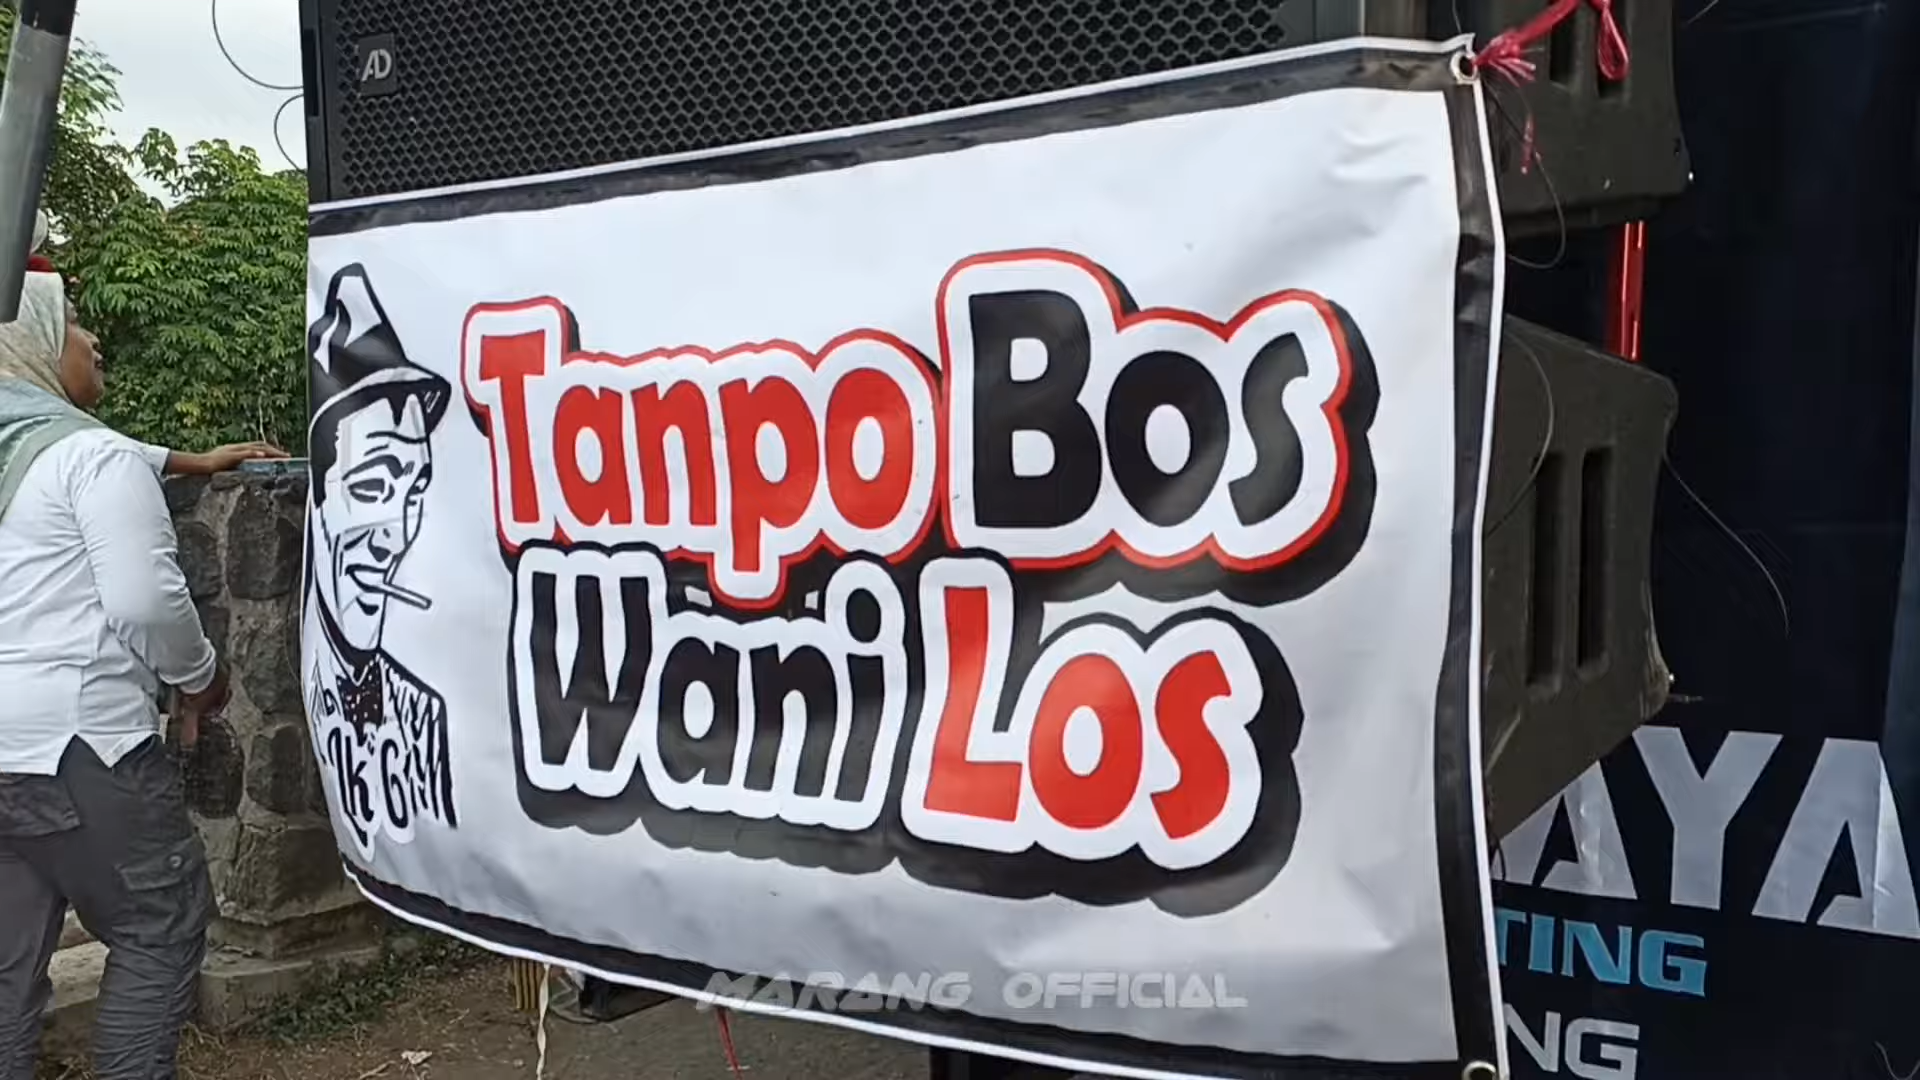 AD
Tanpo Bos
Wani Los
AYA
TING
NG
MARANG OFFICIAL